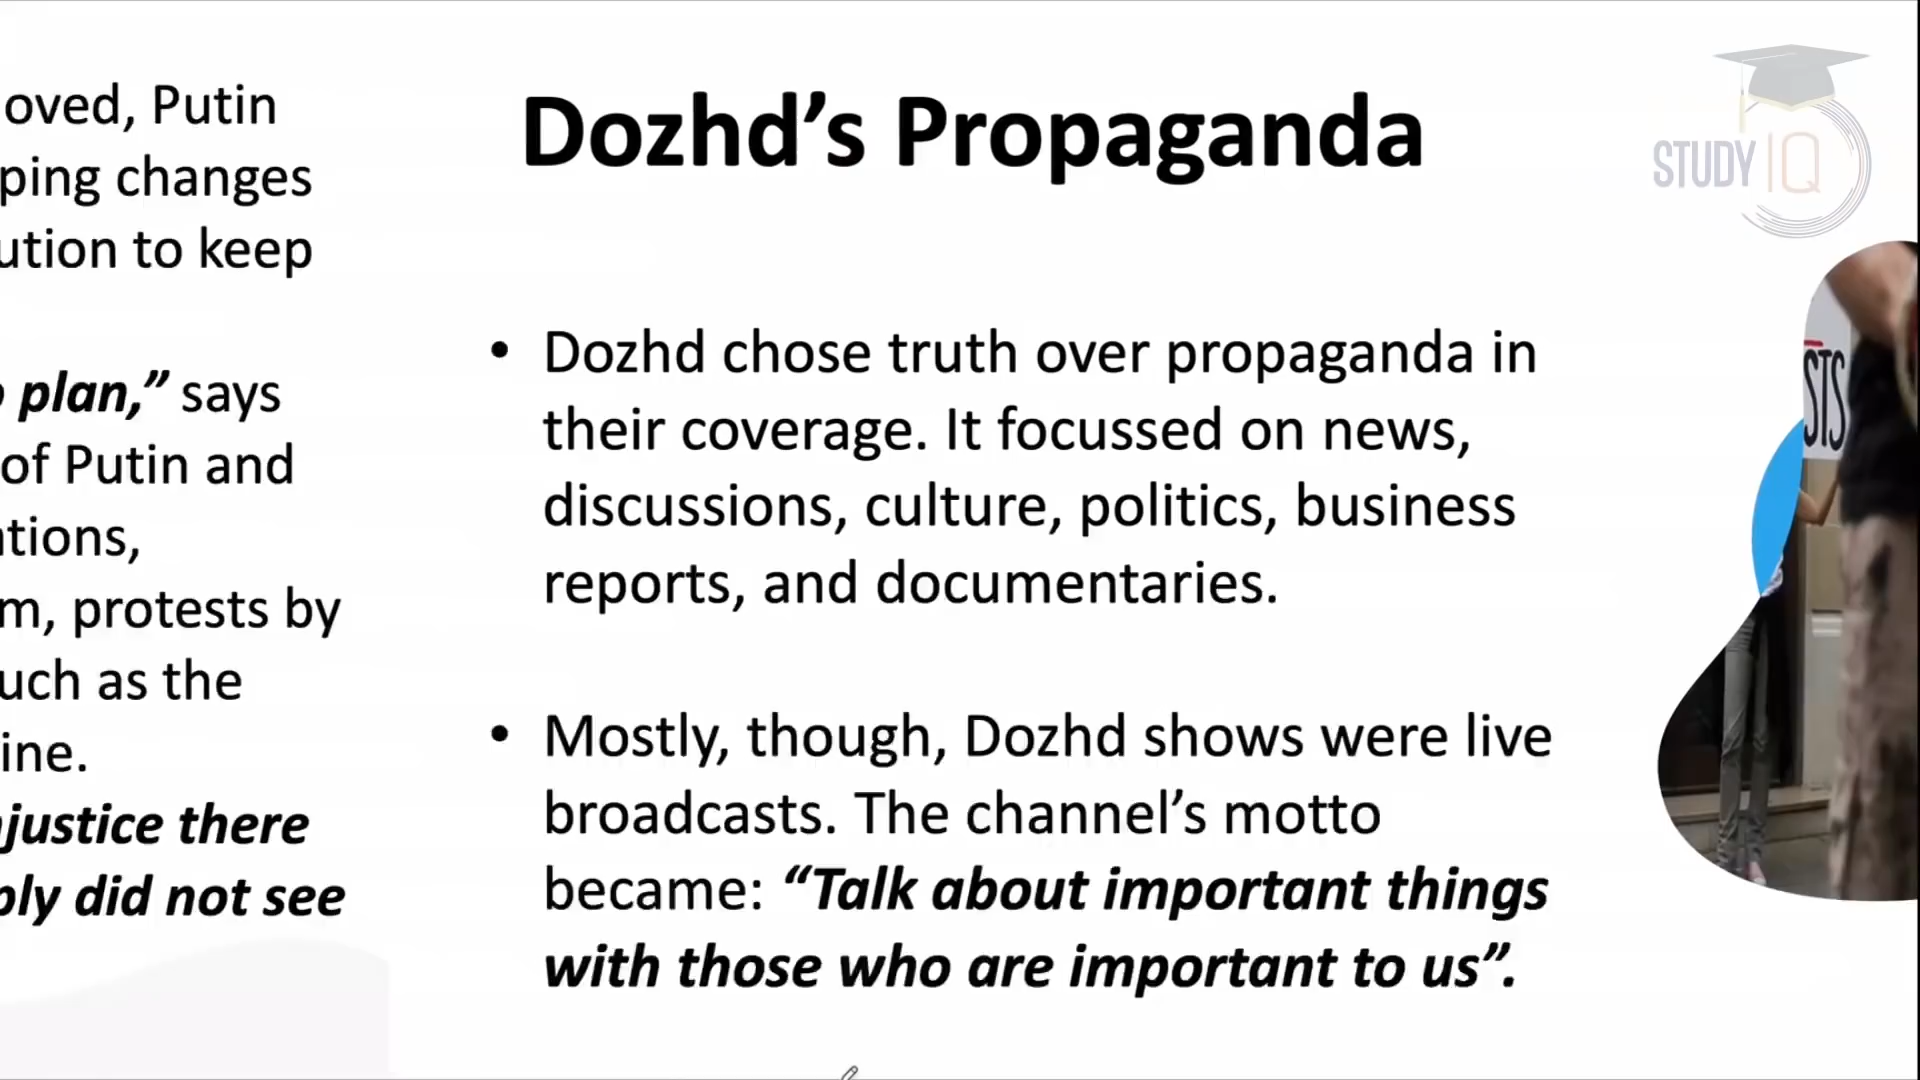 oved, Putin
ping changes
ution to keep
plan,” says
of Putin and
ations,
m, protests by
uch as the
ine.
justice there
ply did not see
Dozhd’s Propaganda
• Dozhd chose truth over propaganda in
their coverage. It focussed on news,
discussions, culture, politics, business
reports, and documentaries.
• Mostly, though, Dozhd shows were live
broadcasts. The channel’s motto
became: “Talk about important things
with those who are important to us”.
STUDY IQ
STS